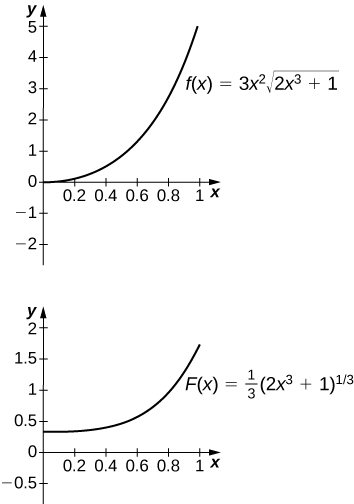 y
5
4
3
f(x) = 3x²√(2x³ + 1)
2
1
0
0.2 0.4 0.6 0.8 1 x
−1
−2
y
2
1.5
1
F(x) = 1/3(2x³ + 1)^1/3
0.5
0
0.2 0.4 0.6 0.8 1 x
−0.5